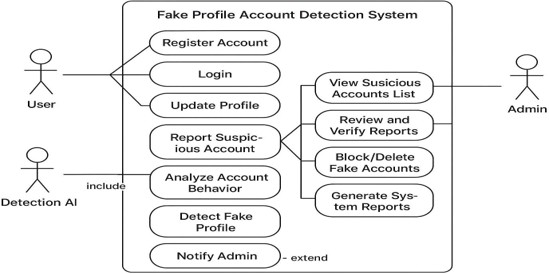 Fake Profile Account Detection System
Register Account
Login
Update Profile
Report Suspic-
ious Account
Analyze Account
Behavior
Detect Fake
Profile
Notify Admin
- extend
View Susicious
Accounts List
Review and
Verify Reports
Block/Delete
Fake Accounts
Generate Sys-
tem Reports
User
Detection AI
include
Admin